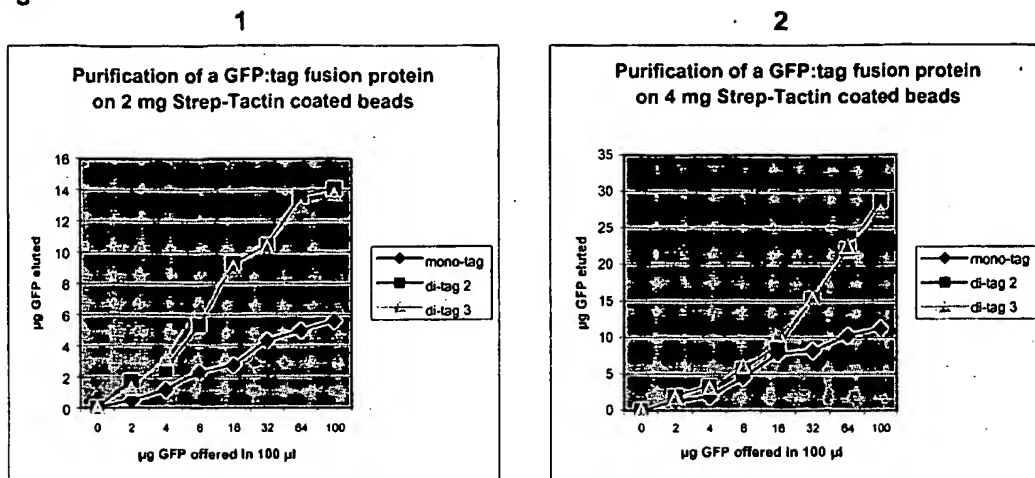 1
Purification of a GFP:tag fusion protein
on 2 mg Strep-Tactin coated beads
16
14
12
10
8
6
4
2
0
µg GFP eluted
0 2 4 8 16 32 64 100
µg GFP offered in 100 µl
mono-tag
di-tag 2
di-tag 3
2
Purification of a GFP:tag fusion protein
on 4 mg Strep-Tactin coated beads
35
30
25
20
15
10
5
0
µg GFP eluted
0 2 4 8 16 32 64 100
µg GFP offered in 100 µl
mono-tag
di-tag 2
di-tag 3